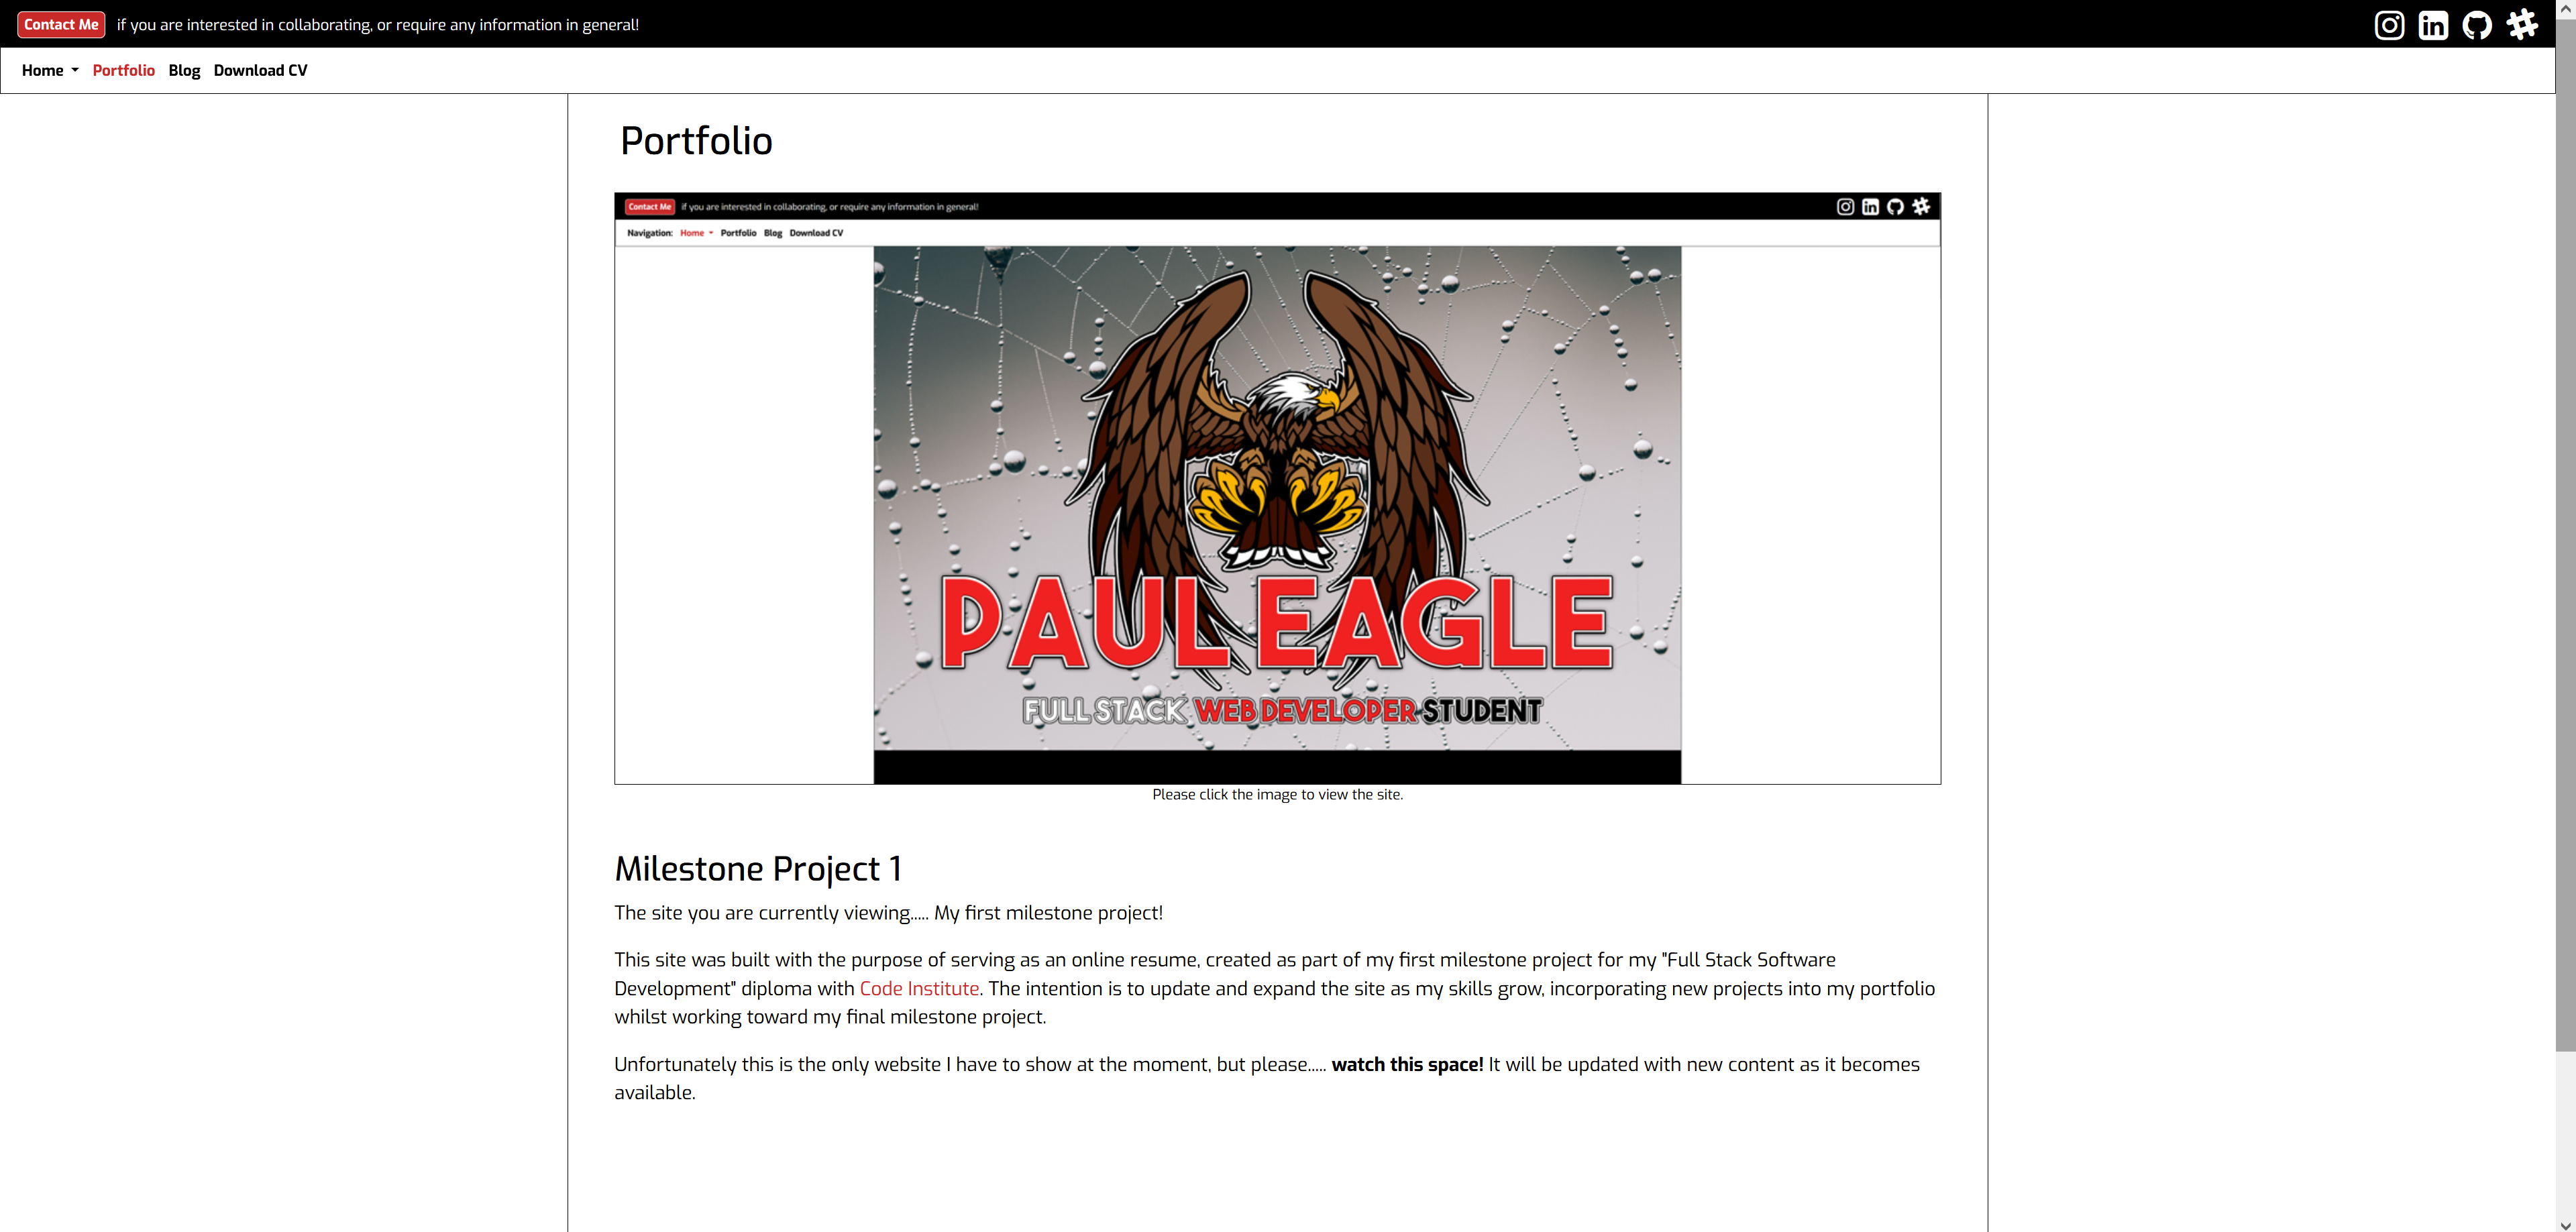 Contact Me if you are interested in collaborating, or require any information in general!
Home Portfolio Blog Download CV
Portfolio
Contact Me if you are interested in collaborating, or require any information in general!
Navigation: Home Portfolio Blog Download CV
PAUL EAGLE
FULL STACK WEB DEVELOPER STUDENT
Please click the image to view the site.
Milestone Project 1
The site you are currently viewing..... My first milestone project!
This site was built with the purpose of serving as an online resume, created as part of my first milestone project for my "Full Stack Software
Development" diploma with Code Institute. The intention is to update and expand the site as my skills grow, incorporating new projects into my portfolio
whilst working toward my final milestone project.
Unfortunately this is the only website I have to show at the moment, but please..... watch this space! It will be updated with new content as it becomes
available.